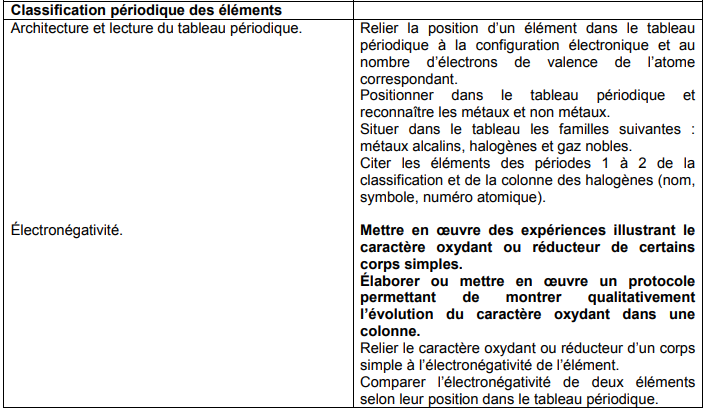 Classification périodique des éléments
Architecture et lecture du tableau périodique.
Relier la position d’un élément dans le tableau
périodique à la configuration électronique et au
nombre d’électrons de valence de l’atome
correspondant.
Positionner dans le tableau périodique et
reconnaître les métaux et non métaux.
Situer dans le tableau les familles suivantes :
métaux alcalins, halogènes et gaz nobles.
Citer les éléments des périodes 1 à 2 de la
classification et de la colonne des halogènes (nom,
symbole, numéro atomique).
Électronégativité.
Mettre en œuvre des expériences illustrant le
caractère oxydant ou réducteur de certains
corps simples.
Élaborer ou mettre en œuvre un protocole
permettant de montrer qualitativement
l’évolution du caractère oxydant dans une
colonne.
Relier le caractère oxydant ou réducteur d’un corps
simple à l’électronégativité de l’élément.
Comparer l’électronégativité de deux éléments
selon leur position dans le tableau périodique.